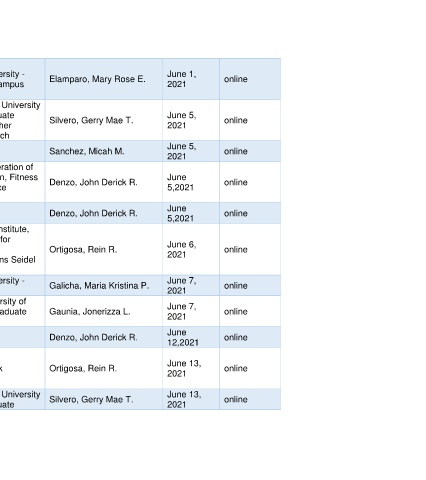 ersity -
ampus
Elamparo, Mary Rose E.
June 1,
2021
online
University
uate
her
ch
Silvero, Gerry Mae T.
June 5,
2021
online
Sanchez, Micah M.
June 5,
2021
online
eration of
n, Fitness
ce
Denzo, John Derick R.
June
5,2021
online
Denzo, John Derick R.
June
5,2021
online
nstitute,
for
ns Seidel
Ortigosa, Rein R.
June 6,
2021
online
ersity -
Galicha, Maria Kristina P.
June 7,
2021
online
rsity of
aduate
Gaunia, Jonerizza L.
June 7,
2021
online
Denzo, John Derick R.
June
12,2021
online
k
Ortigosa, Rein R.
June 13,
2021
online
University
uate
Silvero, Gerry Mae T.
June 13,
2021
online